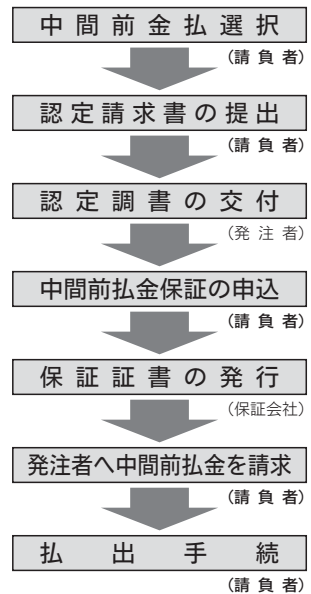 中間前金払選択
(請負者)
認定請求書の提出
(請負者)
認定調書の交付
(発注者)
中間前払金保証の申込
(請負者)
保証証書の発行
(保証会社)
発注者へ中間前払金を請求
(請負者)
払出手続
(請負者)